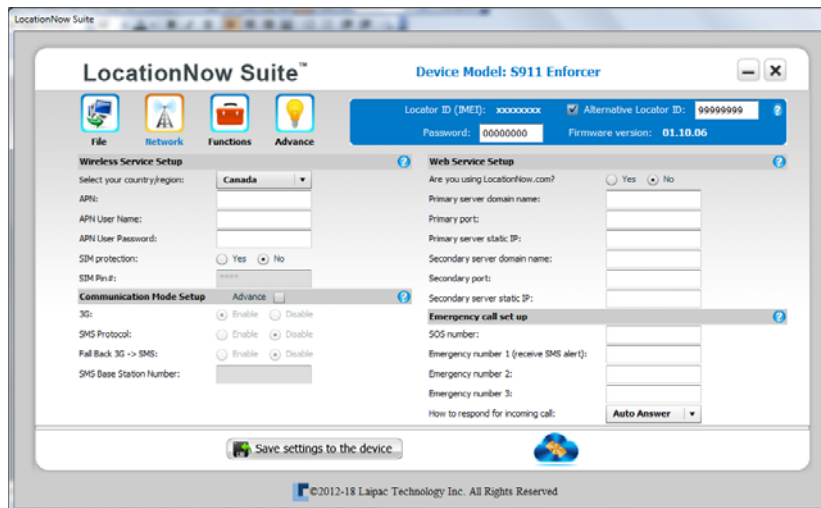 LocationNow Suite
LocationNow Suite™
Device Model: S911 Enforcer
File
Network
Functions
Advance
Locator ID (IMEI): xxxxxxxx
Alternative Locator ID: 99999999
?
Password: 00000000
Firmware version: 01.10.06
Wireless Service Setup ?
Select your country/region: Canada
APN:
APN User Name:
APN User Password:
SIM protection: Yes No
SIM Pin#: ****
Communication Mode Setup Advance ?
3G: Enable Disable
SMS Protocol: Enable Disable
Fall Back 3G -> SMS: Enable Disable
SMS Base Station Number:
Web Service Setup ?
Are you using LocationNow.com? Yes No
Primary server domain name:
Primary port:
Primary server static IP:
Secondary server domain name:
Secondary port:
Secondary server static IP:
Emergency call set up ?
SOS number:
Emergency number 1 (receive SMS alert):
Emergency number 2:
Emergency number 3:
How to respond for incoming call: Auto Answer
Save settings to the device
©2012-18 Laipac Technology Inc. All Rights Reserved